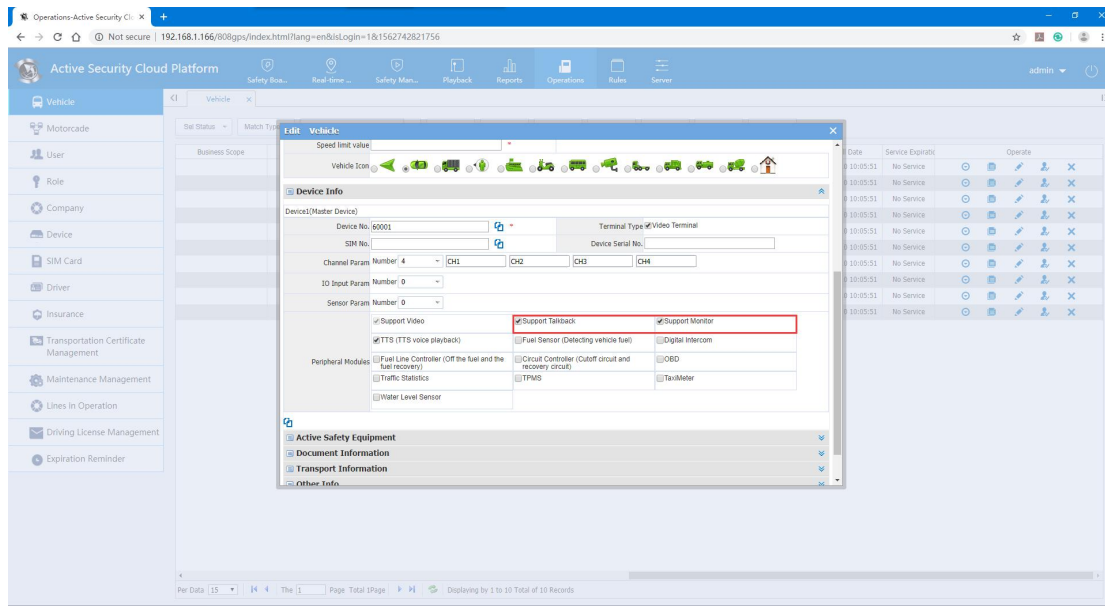 Operations-Active Security Clo
Not secure | 192.168.1.166/808gps/index.html?lang=en&isLogin=1&1562742821756
Active Security Cloud Platform
Safety Boa... Real-time ... Safety Man... Playback Reports Operations Rules Server
admin
Vehicle
Motorcade
User
Role
Company
Device
SIM Card
Driver
Insurance
Transportation Certificate
Management
Maintenance Management
Lines in Operation
Driving License Management
Expiration Reminder
Vehicle
Sel Status Match Type
Business Scope
Date Service Expiratio Operate
10:05:51 No Service
10:05:51 No Service
10:05:51 No Service
10:05:51 No Service
10:05:51 No Service
10:05:51 No Service
10:05:51 No Service
10:05:51 No Service
10:05:51 No Service
10:05:51 No Service
Edit Vehicle
Speed limit value *
Vehicle Icon
Device Info
Device1(Master Device)
Device No. 60001 * Terminal Type Video Terminal
SIM No. Device Serial No.
Channel Param Number 4 CH1 CH2 CH3 CH4
IO Input Param Number 0
Sensor Param Number 0
Peripheral Modules
Support Video Support Talkback Support Monitor
TTS (TTS voice playback) Fuel Sensor (Detecting vehicle fuel) Digital Intercom
Fuel Line Controller (Off the fuel and the fuel recovery) Circuit Controller (Cutoff circuit and recovery circuit) OBD
Traffic Statistics TPMS TaxiMeter
Water Level Sensor
Active Safety Equipment
Document Information
Transport Information
Other Info
Per Data 15 The 1 Page Total 1Page Displaying by 1 to 10 Total of 10 Records